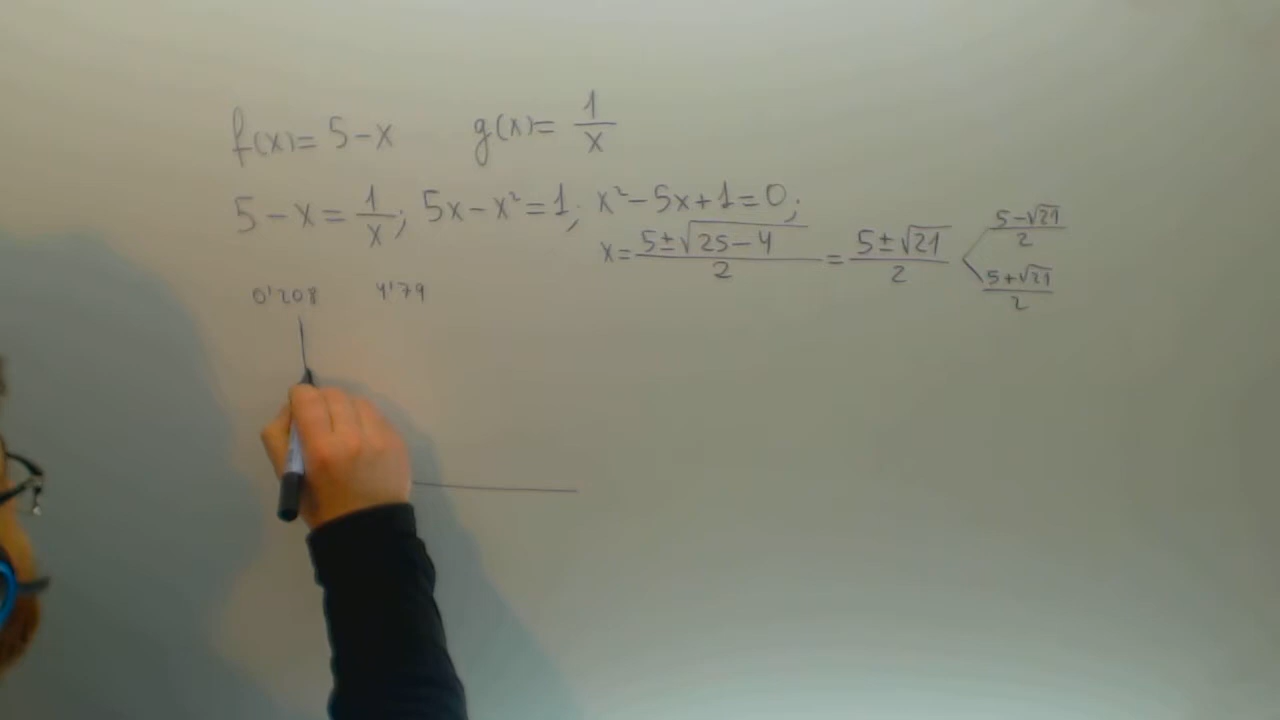 f(x)= 5-x g(x)= 1/x
5-x = 1/x; 5x-x²=1; x²-5x+1=0;
x= (5±√(25-4))/2 = (5±√21)/2 < (5-√21)/2
(5+√21)/2
0'208 4'79